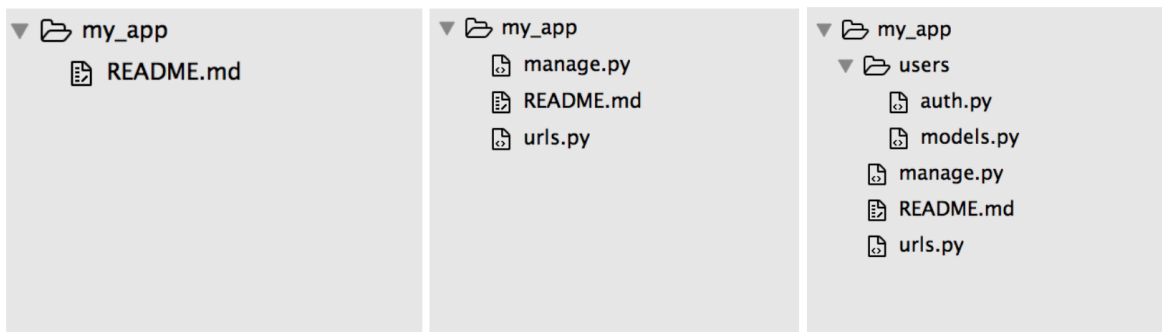 my_app
README.md
my_app
manage.py
README.md
urls.py
my_app
users
auth.py
models.py
manage.py
README.md
urls.py